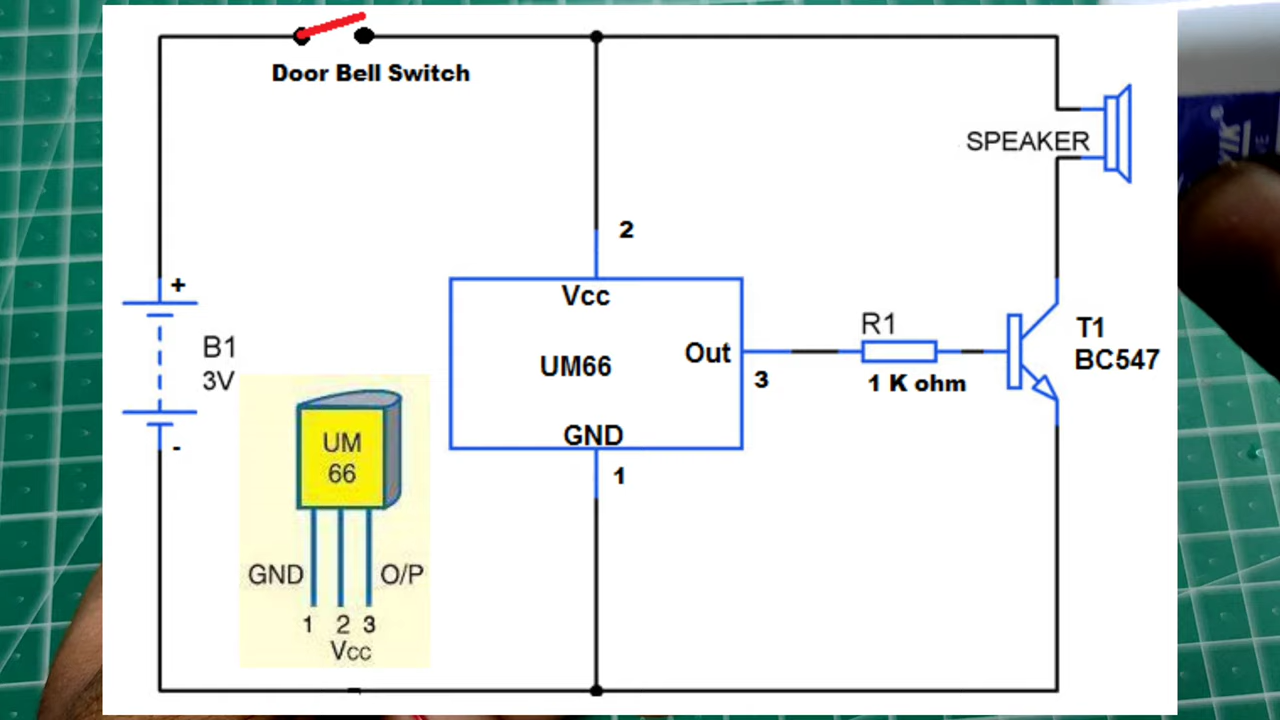 Door Bell Switch
SPEAKER
2
+
Vcc
B1
3V
UM66
Out
3
R1
1 K ohm
T1
BC547
GND
1
-
UM
66
GND
O/P
1 2 3
Vcc